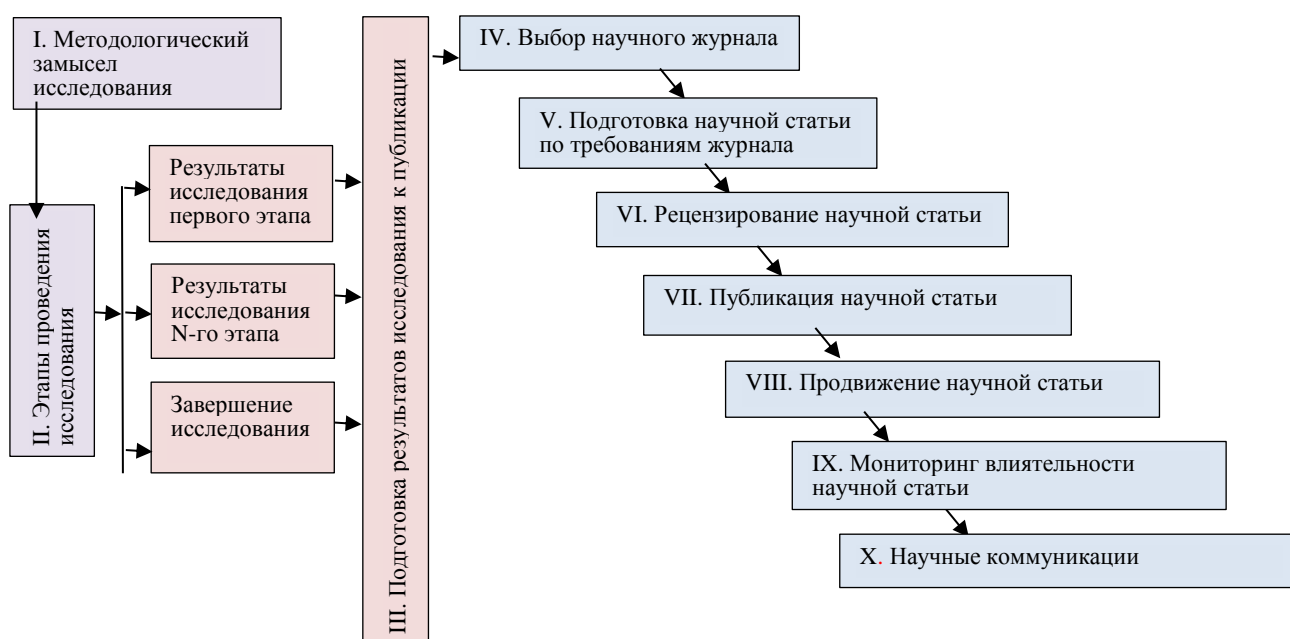 I. Методологический
замысел
исследования
II. Этапы проведения
исследования
Результаты
исследования
первого этапа
Результаты
исследования
N-го этапа
Завершение
исследования
III. Подготовка результатов исследования к публикации
IV. Выбор научного журнала
V. Подготовка научной статьи
по требованиям журнала
VI. Рецензирование научной статьи
VII. Публикация научной статьи
VIII. Продвижение научной статьи
IX. Мониторинг влиятельности
научной статьи
X. Научные коммуникации